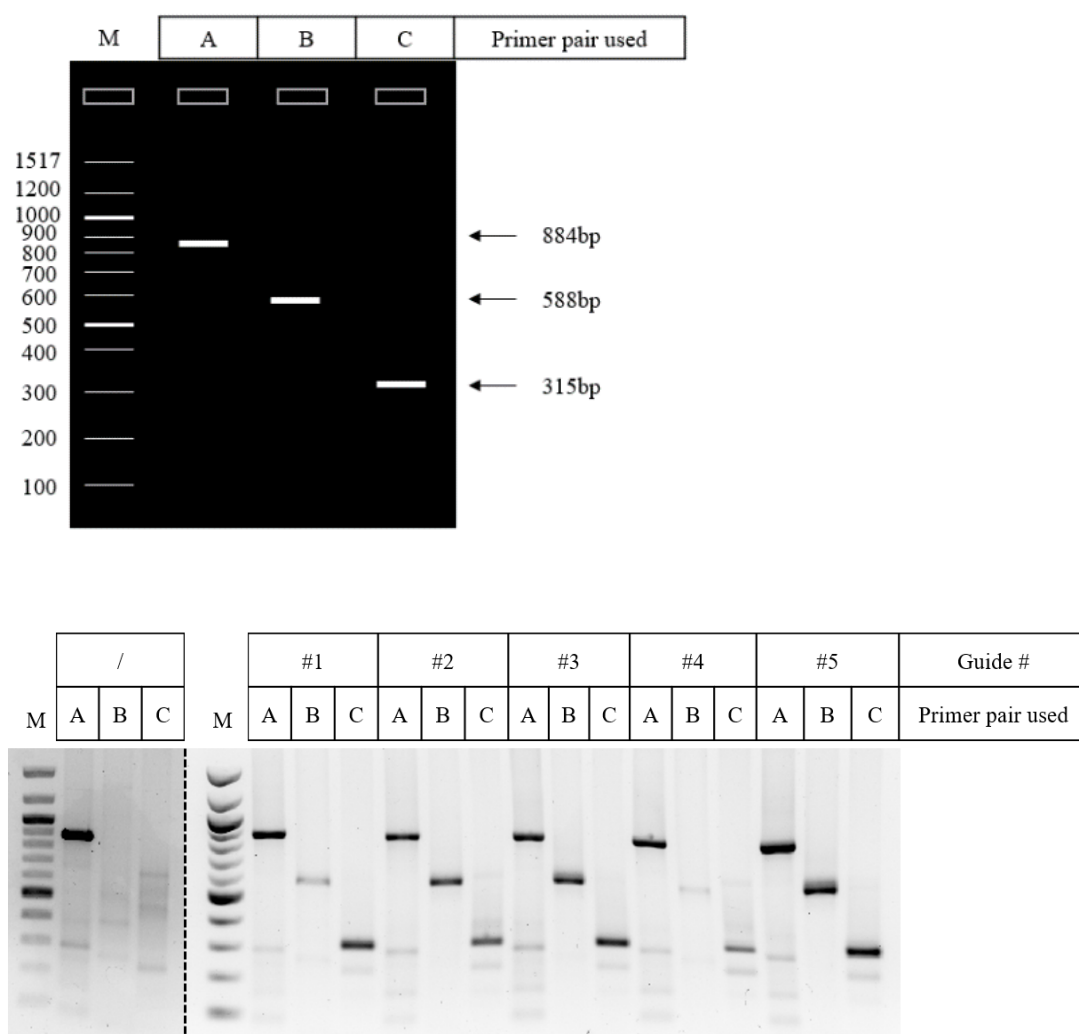 M A B C Primer pair used
1517
1200
1000
900
884bp
800
700
600
588bp
500
400
315bp
300
200
100
/ #1 #2 #3 #4 #5 Guide #
M A B C M A B C A B C A B C A B C A B C Primer pair used